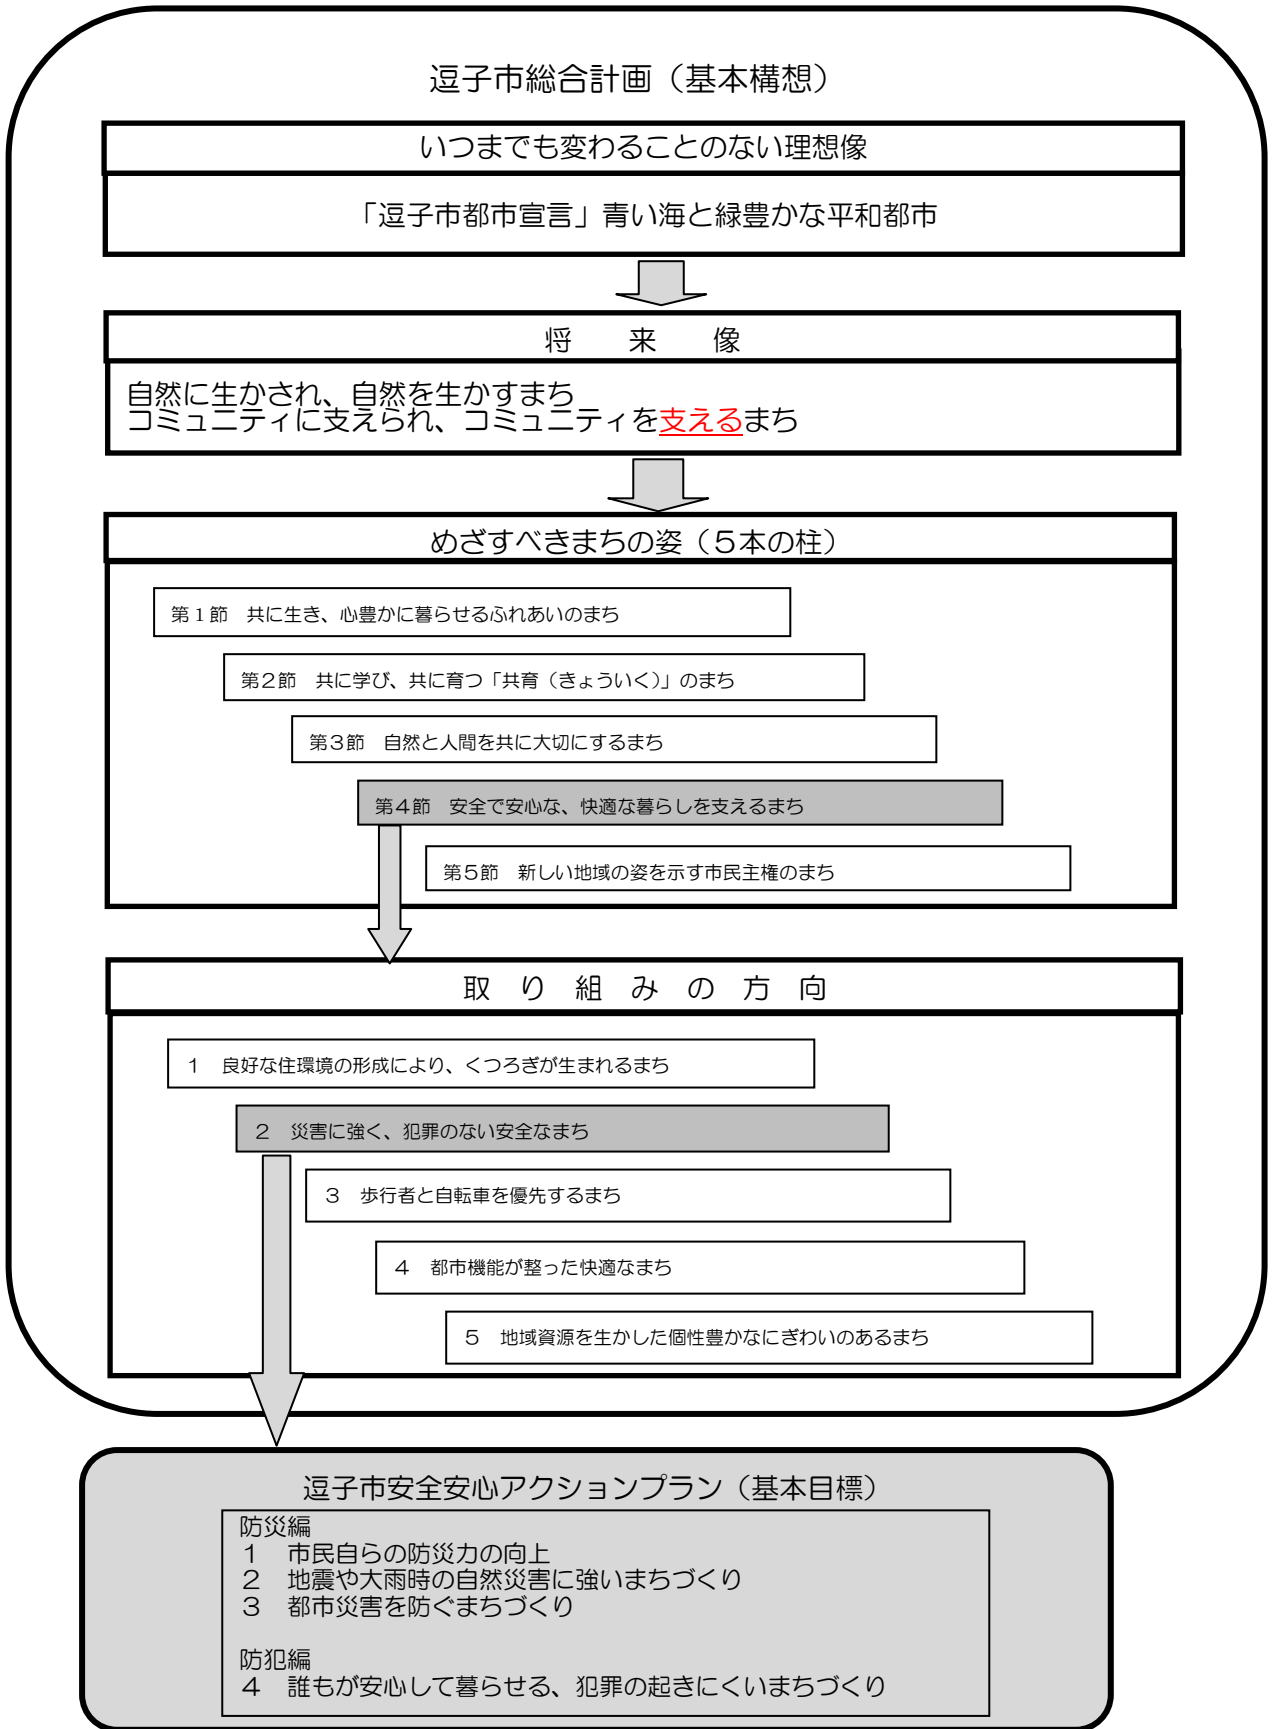 逗子市総合計画（基本構想）
いつまでも変わることのない理想像
「逗子市都市宣言」青い海と緑豊かな平和都市
将　来　像
自然に生かされ、自然を生かすまち
コミュニティに支えられ、コミュニティを支えるまち
めざすべきまちの姿（５本の柱）
第１節　共に生き、心豊かに暮らせるふれあいのまち
第２節　共に学び、共に育つ「共育（きょういく）」のまち
第３節　自然と人間を共に大切にするまち
第４節　安全で安心な、快適な暮らしを支えるまち
第５節　新しい地域の姿を示す市民主権のまち
取　り　組　み　の　方　向
１　良好な住環境の形成により、くつろぎが生まれるまち
２　災害に強く、犯罪のない安全なまち
３　歩行者と自転車を優先するまち
４　都市機能が整った快適なまち
５　地域資源を生かした個性豊かなにぎわいのあるまち
逗子市安全安心アクションプラン（基本目標）
防災編
１　市民自らの防災力の向上
２　地震や大雨時の自然災害に強いまちづくり
３　都市災害を防ぐまちづくり
防犯編
４　誰もが安心して暮らせる、犯罪の起きにくいまちづくり